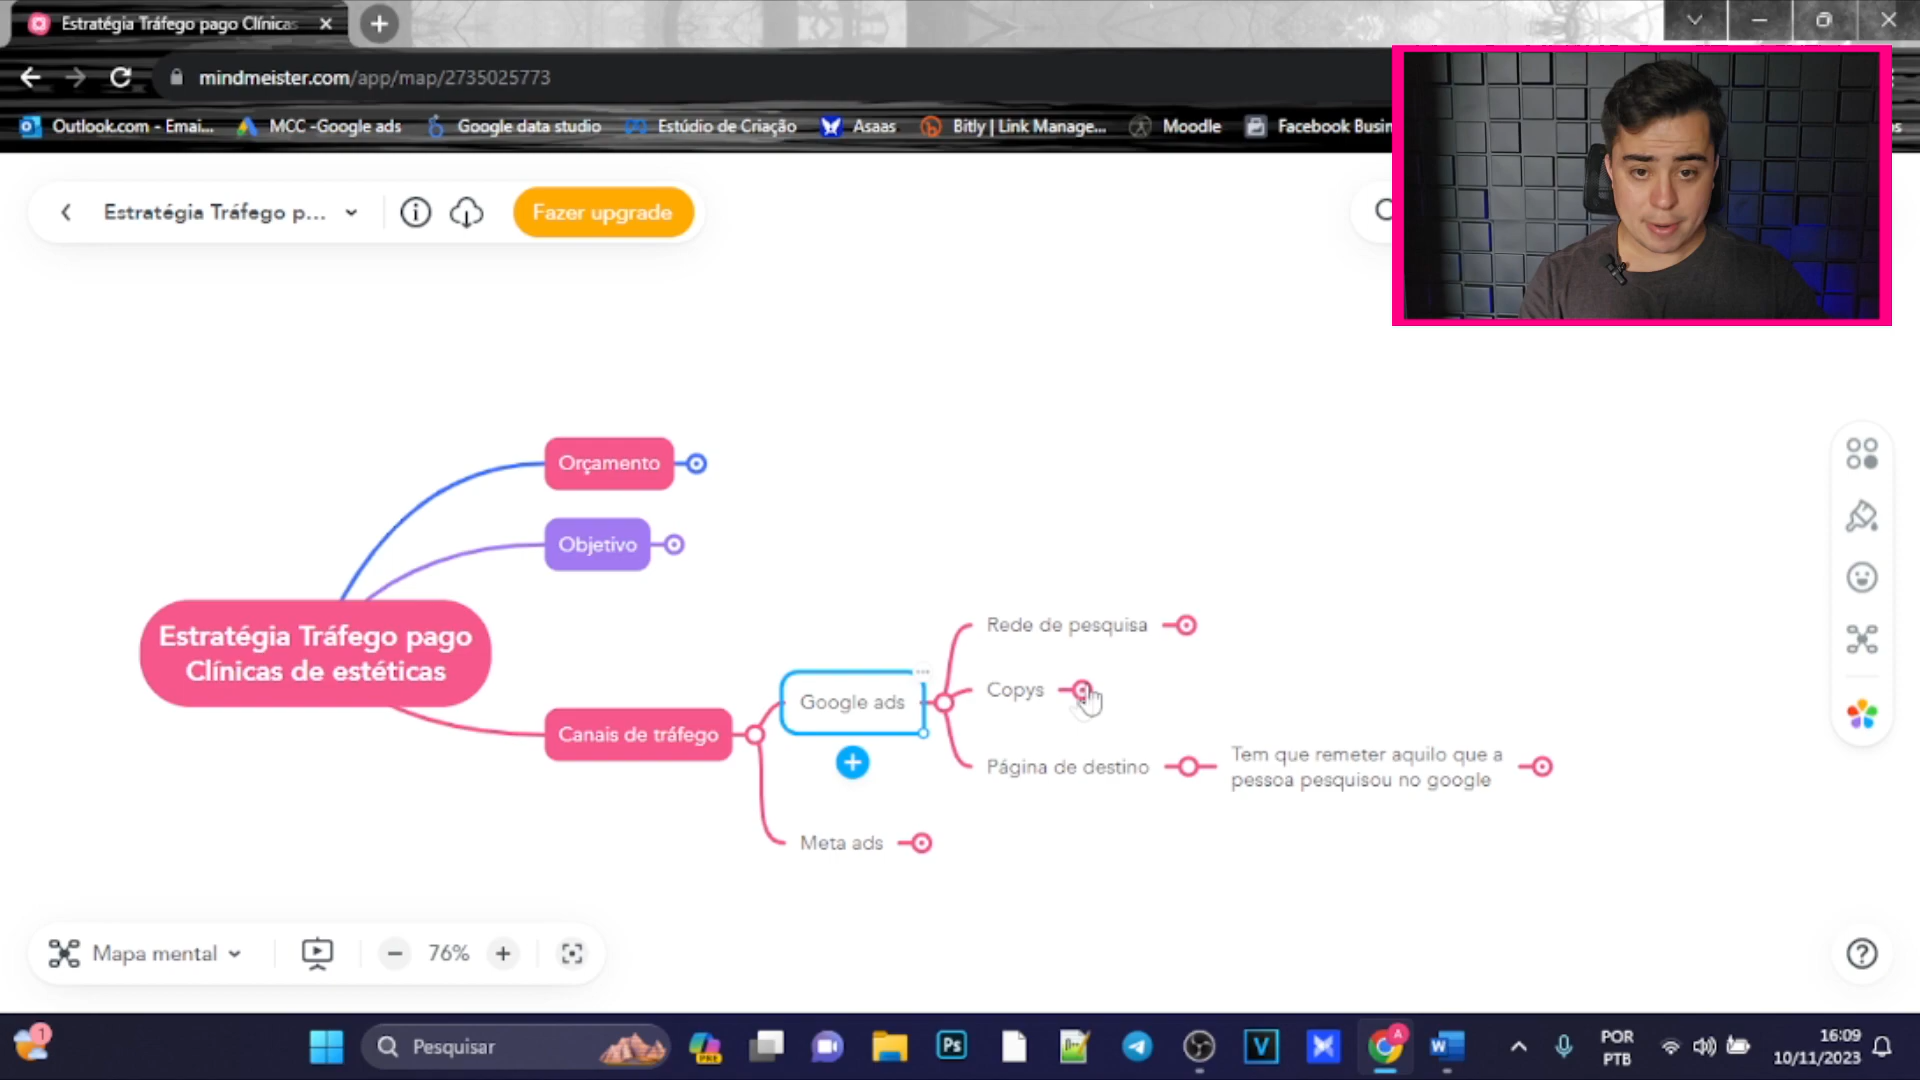 Estratégia Tráfego pago Clínicas
mindmeister.com/app/map/2735025773
Outlook.com - Emai...
MCC -Google ads
Google data studio
Estúdio de Criação
Asaas
Bitly | Link Manage...
Moodle
Facebook Busin
Estratégia Tráfego p...
Fazer upgrade
Orçamento
Objetivo
Estratégia Tráfego pago
Clínicas de estéticas
Canais de tráfego
Google ads
Rede de pesquisa
Copys
Página de destino
Tem que remeter aquilo que a
pessoa pesquisou no google
Meta ads
Mapa mental
76%
1
Pesquisar
PRE
Ps
V
A
W
POR
PTB
16:09
10/11/2023